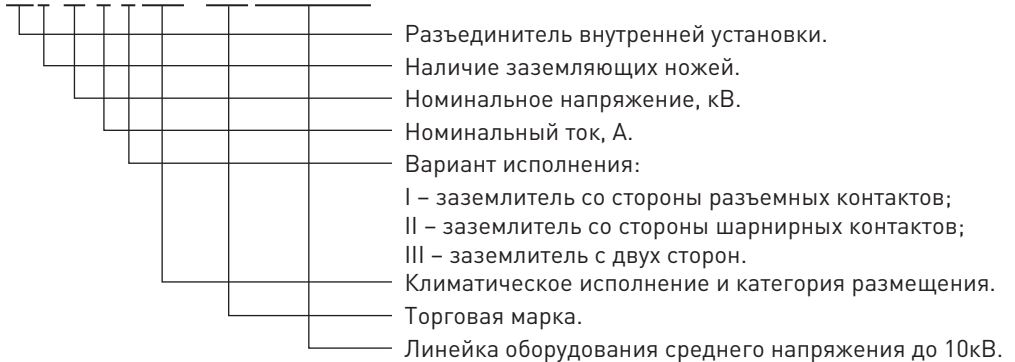 Разъединитель внутренней установки.
Наличие заземляющих ножей.
Номинальное напряжение, кВ.
Номинальный ток, А.
Вариант исполнения:
I – заземлитель со стороны разъемных контактов;
II – заземлитель со стороны шарнирных контактов;
III – заземлитель с двух сторон.
Климатическое исполнение и категория размещения.
Торговая марка.
Линейка оборудования среднего напряжения до 10кВ.